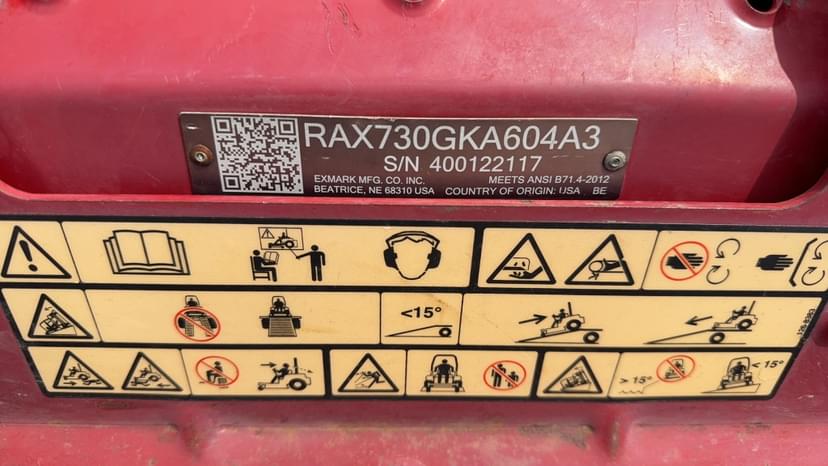 RAX730GKA604A3
S/N 400122117
EXMARK MFG. CO. INC. MEETS ANSI B71.4-2012
BEATRICE, NE 68310 USA COUNTRY OF ORIGIN: USA , BE
<15°
> 15° < 15°